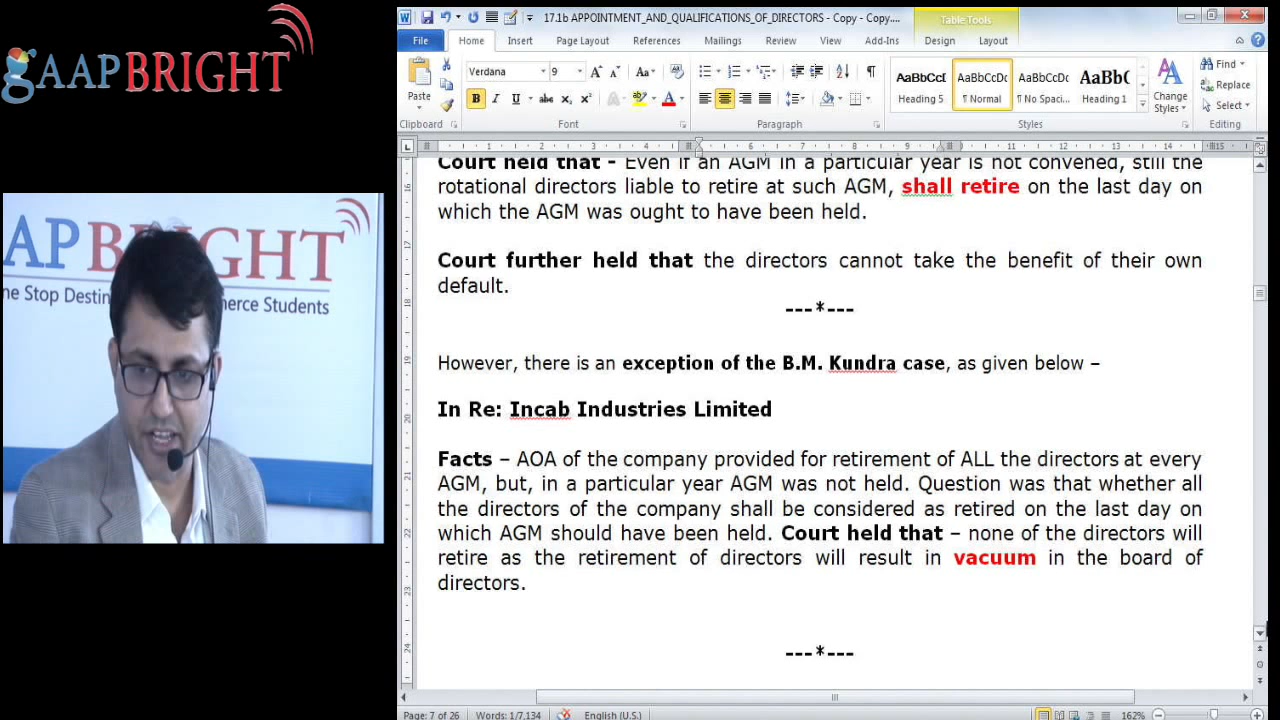 gAAPBRIGHT
AAPBRIGHT
ne Stop Destin
erce Students
17.1b APPOINTMENT_AND_QUALIFICATIONS_OF_DIRECTORS - Copy - Copy....
Table Tools
File Home Insert Page Layout References Mailings Review View Add-Ins Design Layout
Verdana 9
Paste
AaBbCcI AaBbCcDc AaBbCcDc AaBb(
Heading 5 ¶ Normal ¶ No Spaci... Heading 1
Change Styles
Find
Replace
Select
Clipboard Font Paragraph Styles Editing
Court held that - Even if an AGM in a particular year is not convened, still the
rotational directors liable to retire at such AGM, shall retire on the last day on
which the AGM was ought to have been held.
Court further held that the directors cannot take the benefit of their own
default.
---*---
However, there is an exception of the B.M. Kundra case, as given below –
In Re: Incab Industries Limited
Facts – AOA of the company provided for retirement of ALL the directors at every
AGM, but, in a particular year AGM was not held. Question was that whether all
the directors of the company shall be considered as retired on the last day on
which AGM should have been held. Court held that – none of the directors will
retire as the retirement of directors will result in vacuum in the board of
directors.
---*---
Page: 7 of 26 Words: 1/7,134 English (U.S.) 162%